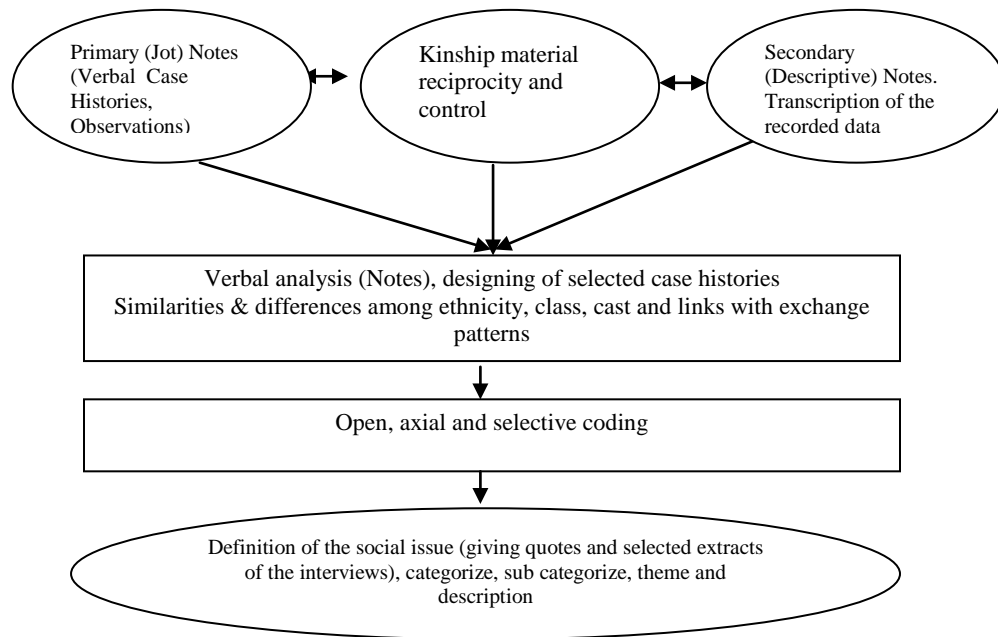 Primary (Jot) Notes
(Verbal Case
Histories,
Observations)
Kinship material
reciprocity and
control
Secondary
(Descriptive) Notes.
Transcription of the
recorded data
Verbal analysis (Notes), designing of selected case histories
Similarities & differences among ethnicity, class, cast and links with exchange
patterns
Open, axial and selective coding
Definition of the social issue (giving quotes and selected extracts
of the interviews), categorize, sub categorize, theme and
description